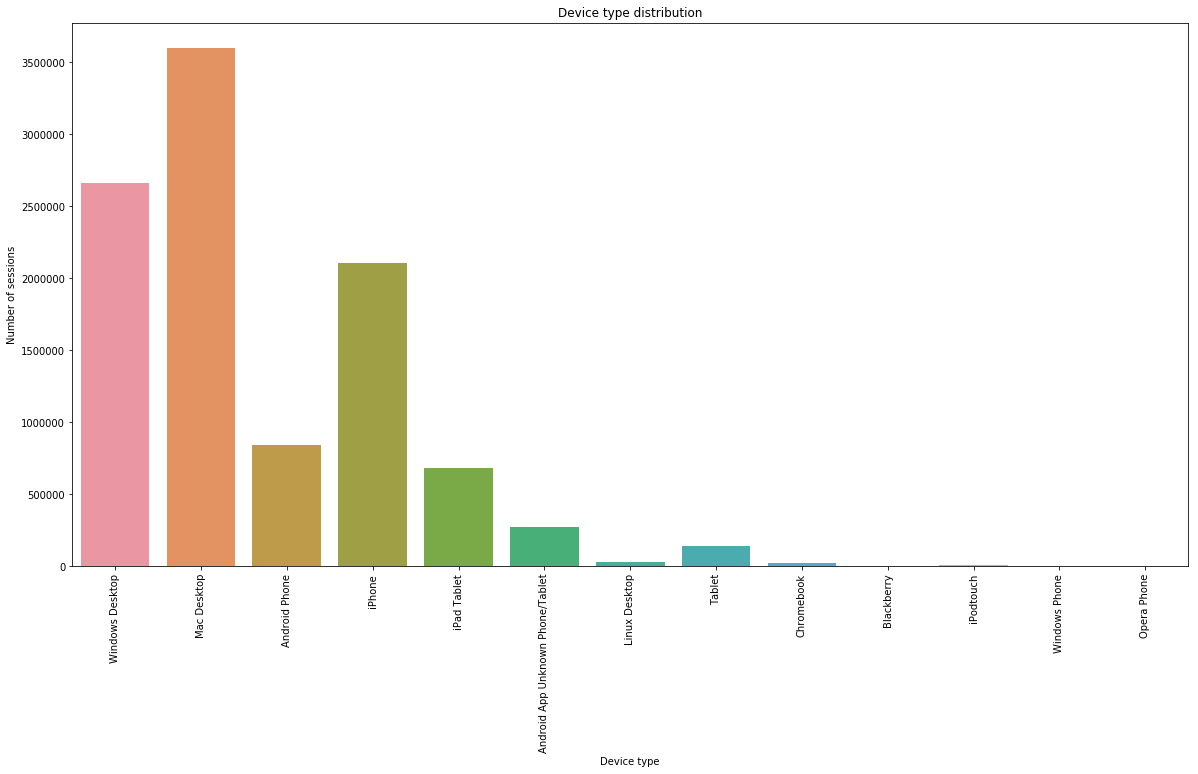 Device type distribution
3500000
3000000
2500000
2000000
1500000
1000000
500000
0
Number of sessions
Windows Desktop
Mac Desktop
Android Phone
iPhone
iPad Tablet
Android App Unknown Phone/Tablet
Linux Desktop
Tablet
Chromebook
Blackberry
iPodtouch
Windows Phone
Opera Phone
Device type